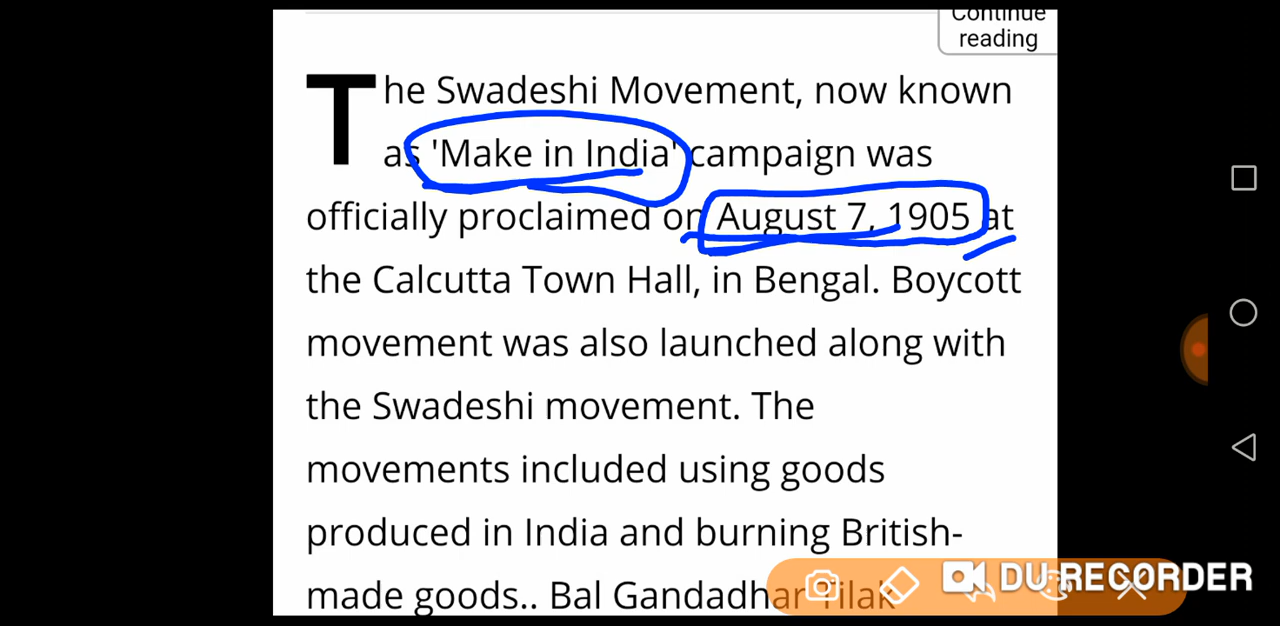 Continue
reading
The Swadeshi Movement, now known
as 'Make in India' campaign was
officially proclaimed on August 7, 1905 at
the Calcutta Town Hall, in Bengal. Boycott
movement was also launched along with
the Swadeshi movement. The
movements included using goods
produced in India and burning British-
made goods.. Bal Gandadhar Tilak
DU RECORDER